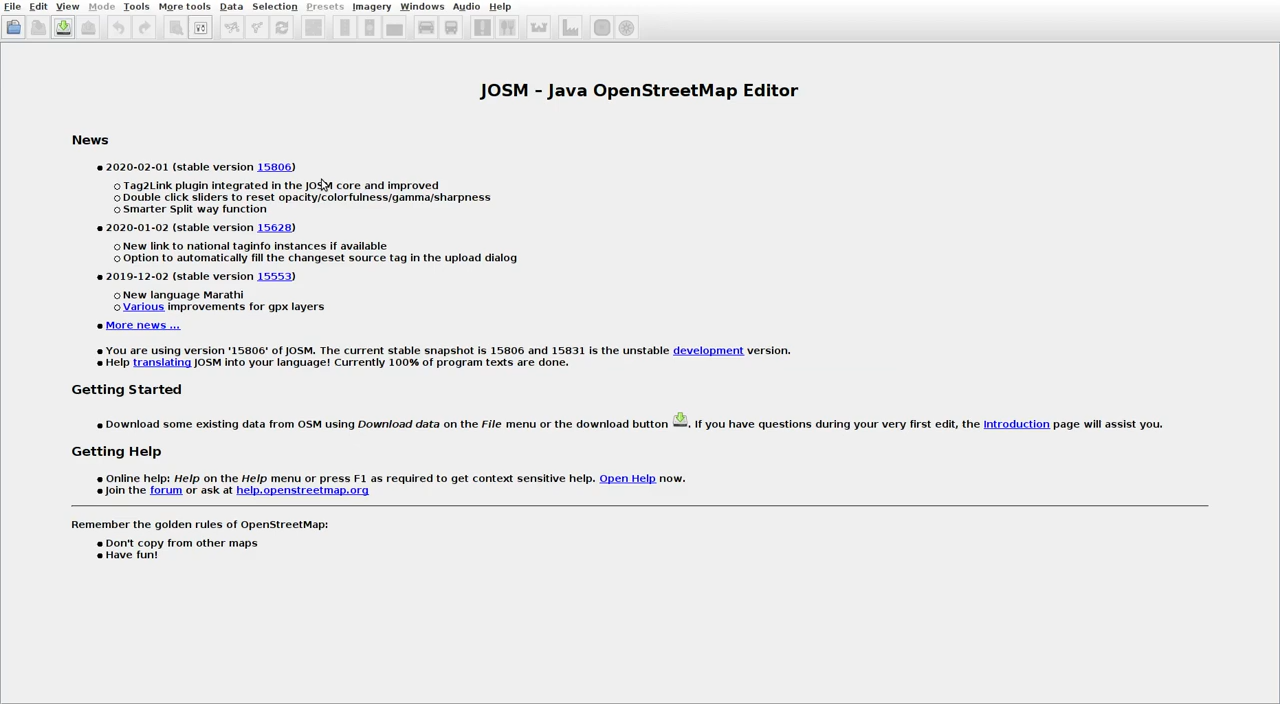 File Edit View Mode Tools More tools Data Selection Presets Imagery Windows Audio Help
JOSM – Java OpenStreetMap Editor
News
2020-02-01 (stable version 15806)
Tag2Link plugin integrated in the JOSM core and improved
Double click sliders to reset opacity/colorfulness/gamma/sharpness
Smarter Split way function
2020-01-02 (stable version 15628)
New link to national taginfo instances if available
Option to automatically fill the changeset source tag in the upload dialog
2019-12-02 (stable version 15553)
New language Marathi
Various improvements for gpx layers
More news ...
You are using version '15806' of JOSM. The current stable snapshot is 15806 and 15831 is the unstable development version.
Help translating JOSM into your language! Currently 100% of program texts are done.
Getting Started
Download some existing data from OSM using Download data on the File menu or the download button . If you have questions during your very first edit, the Introduction page will assist you.
Getting Help
Online help: Help on the Help menu or press F1 as required to get context sensitive help. Open Help now.
Join the forum or ask at help.openstreetmap.org
Remember the golden rules of OpenStreetMap:
Don't copy from other maps
Have fun!